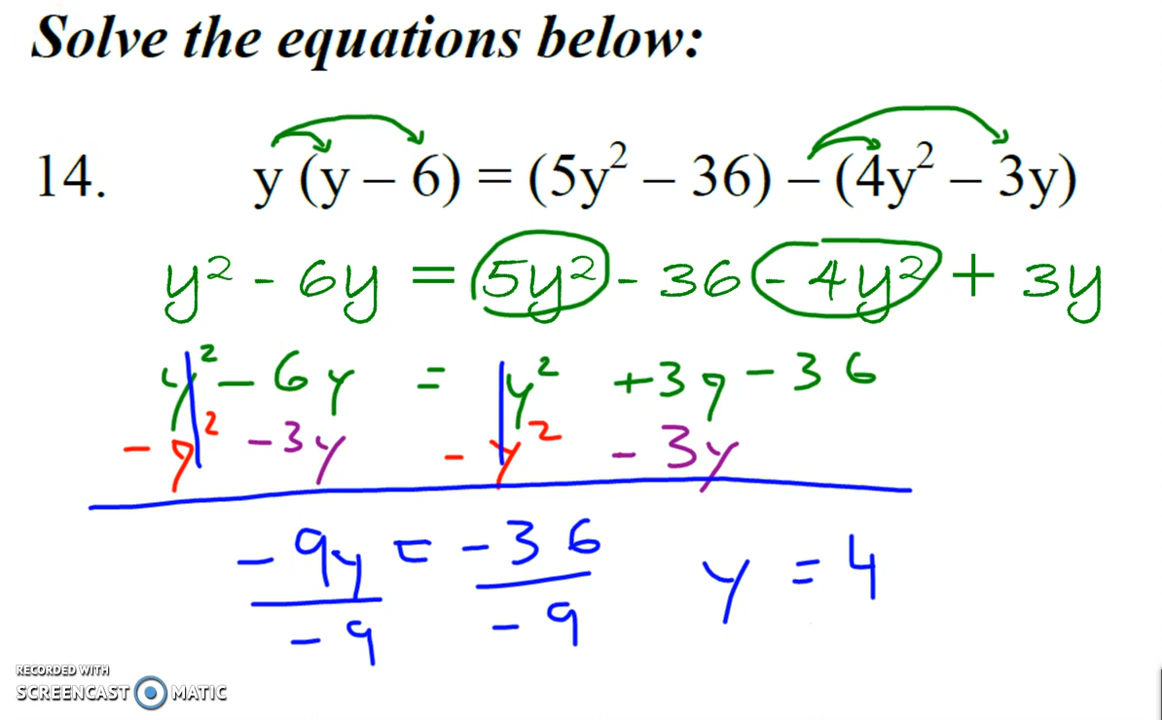 Solve the equations below:
14. y (y – 6) = (5y² – 36) – (4y² – 3y)
y² - 6y = 5y² - 36 - 4y² + 3y
y² - 6y = y² + 3y - 36
- y² - 3y - y² - 3y
- 9y = - 36 y = 4
- 9 - 9
RECORDED WITH
SCREENCAST MATIC